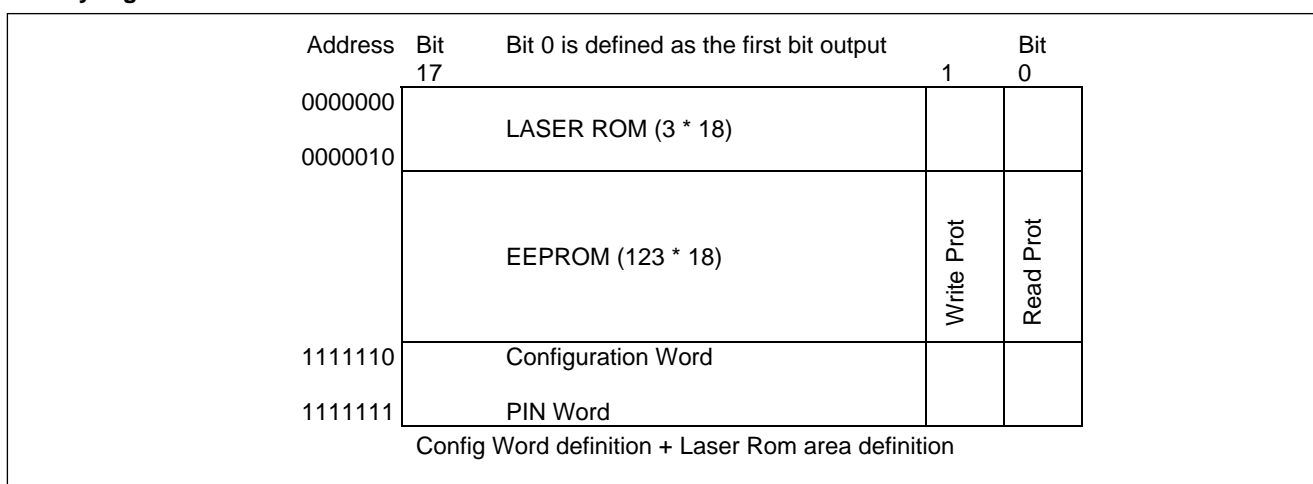 Address Bit Bit 0 is defined as the first bit output Bit
17 1 0
0000000
LASER ROM (3 * 18)
0000010
EEPROM (123 * 18)
Write Prot
Read Prot
1111110 Configuration Word
1111111 PIN Word
Config Word definition + Laser Rom area definition